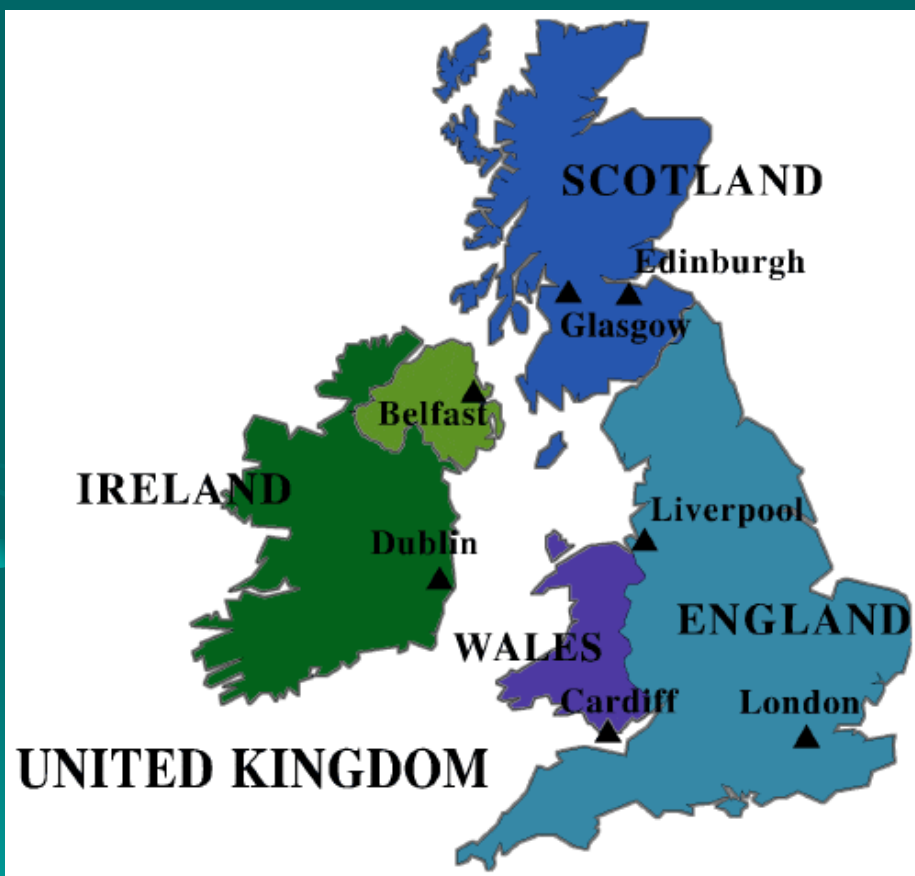 SCOTLAND
Edinburgh
Glasgow
Belfast
IRELAND
Liverpool
Dublin
ENGLAND
WALES
Cardiff
London
UNITED KINGDOM